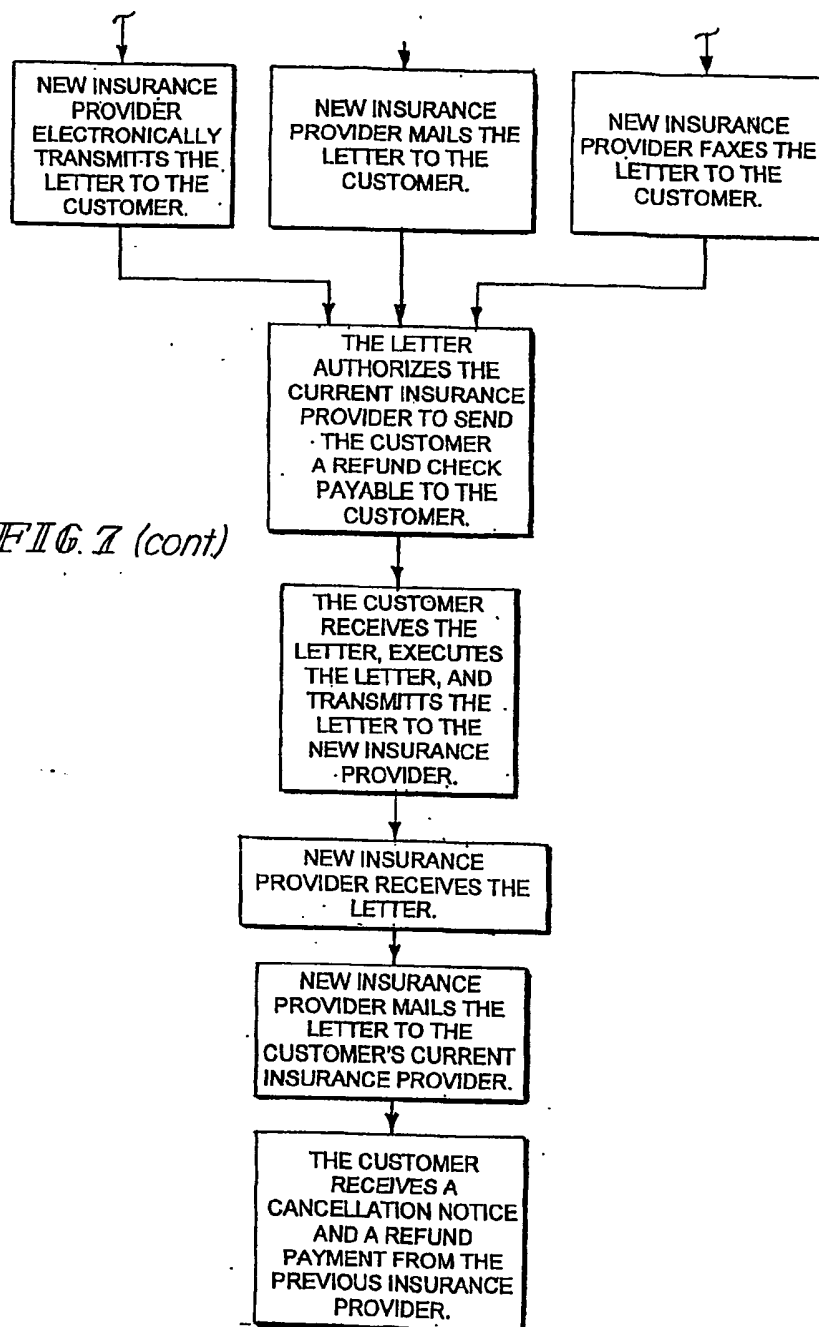 NEW INSURANCE
PROVIDER
ELECTRONICALLY
TRANSMITTS THE
LETTER TO THE
CUSTOMER.
NEW INSURANCE
PROVIDER MAILS THE
LETTER TO THE
CUSTOMER.
NEW INSURANCE
PROVIDER FAXES THE
LETTER TO THE
CUSTOMER.
THE LETTER
AUTHORIZES THE
CURRENT INSURANCE
PROVIDER TO SEND
THE CUSTOMER
A REFUND CHECK
PAYABLE TO THE
CUSTOMER.
FIG. 7 (cont)
THE CUSTOMER
RECEIVES THE
LETTER, EXECUTES
THE LETTER, AND
TRANSMITTS THE
LETTER TO THE
NEW INSURANCE
PROVIDER.
NEW INSURANCE
PROVIDER RECEIVES THE
LETTER.
NEW INSURANCE
PROVIDER MAILS THE
LETTER TO THE
CUSTOMER'S CURRENT
INSURANCE PROVIDER.
THE CUSTOMER
RECEIVES A
CANCELLATION NOTICE
AND A REFUND
PAYMENT FROM THE
PREVIOUS INSURANCE
PROVIDER.